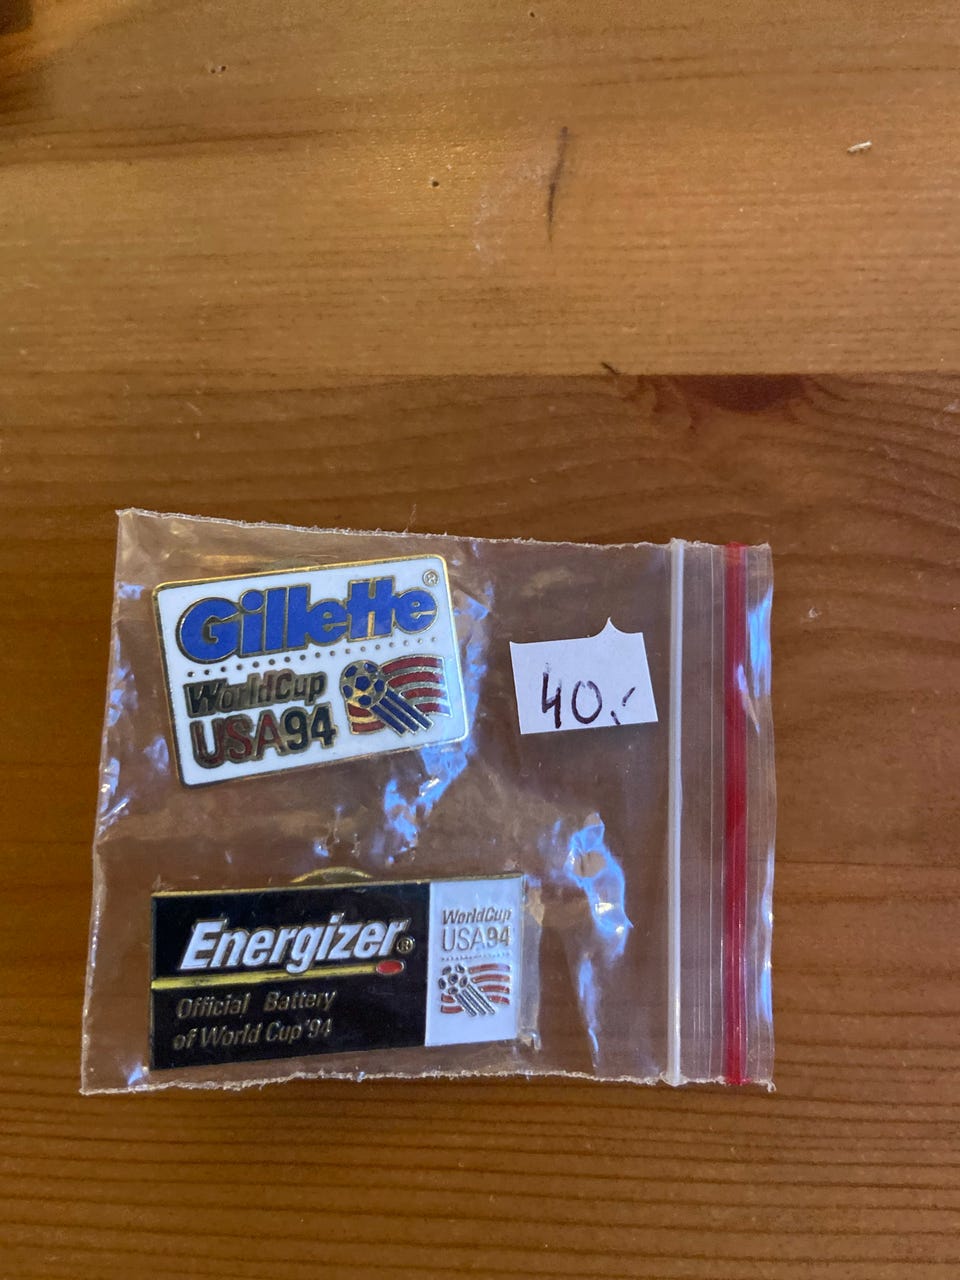 Gillette®
WorldCup
USA94
40,-
Energizer®
Official Battery
of World Cup '94
WorldCup
USA94